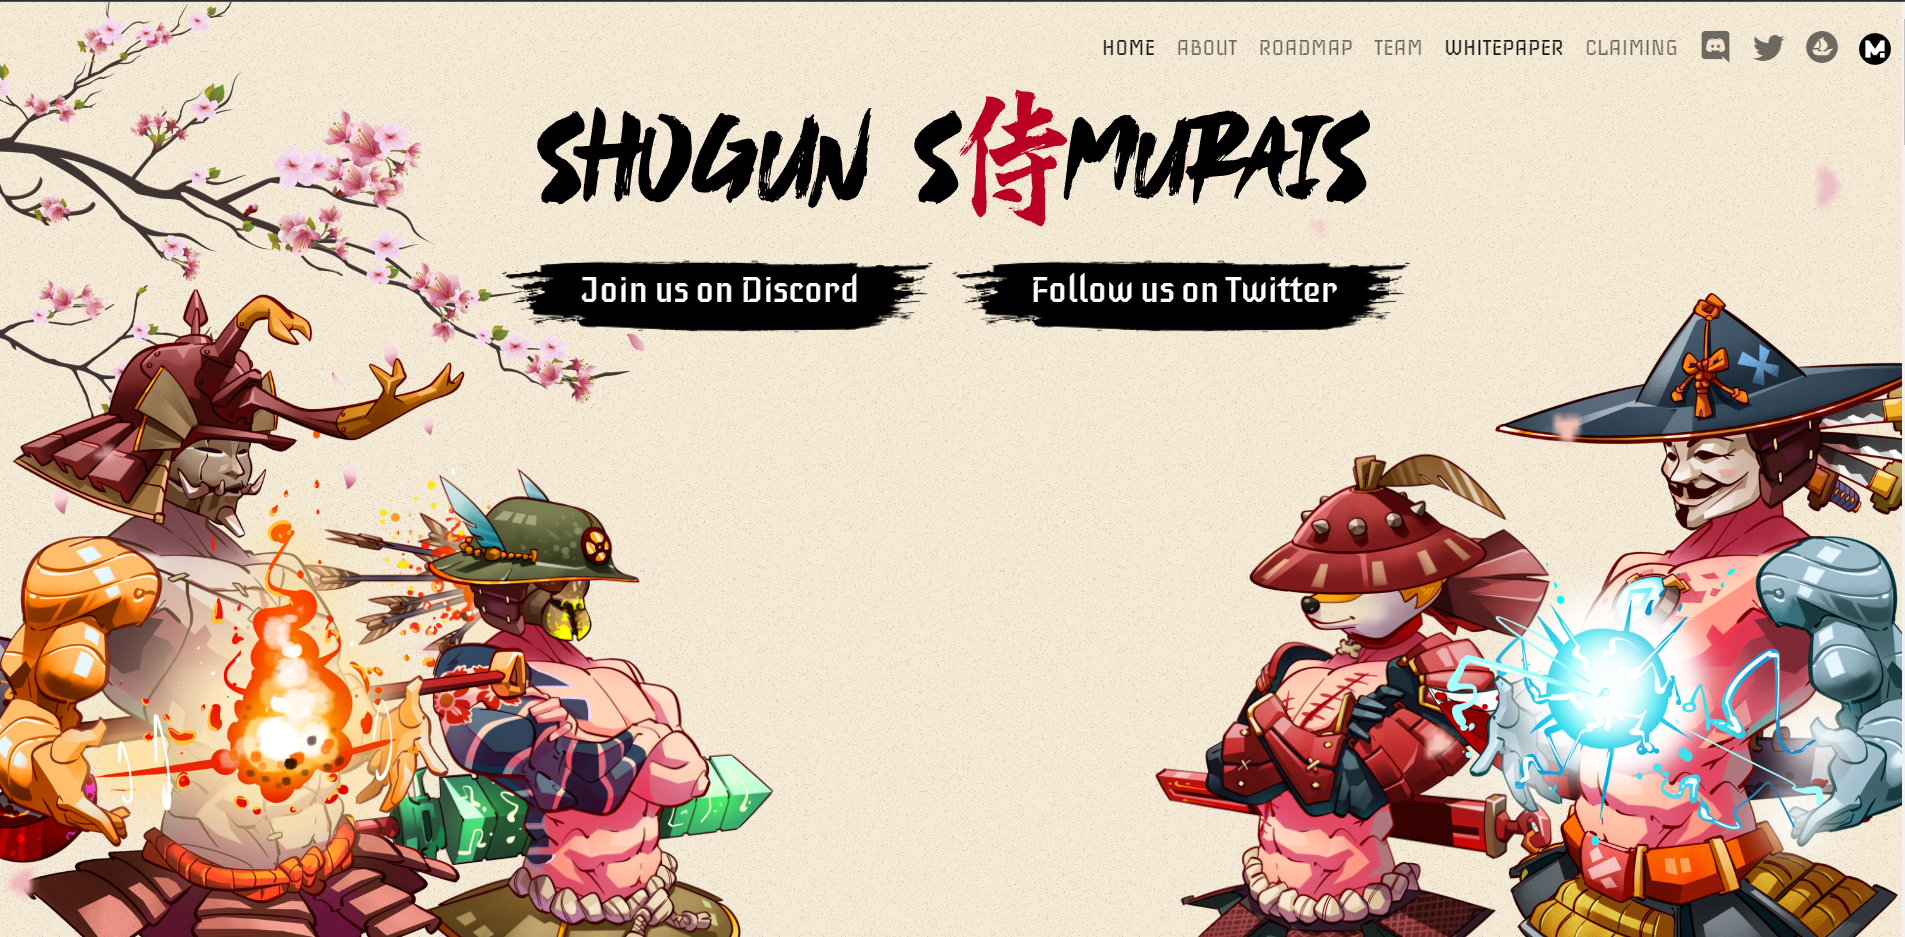 HOME ABOUT ROADMAP TEAM WHITEPAPER CLAIMING M
SHOGUN S侍MURAIS
Join us on Discord Follow us on Twitter